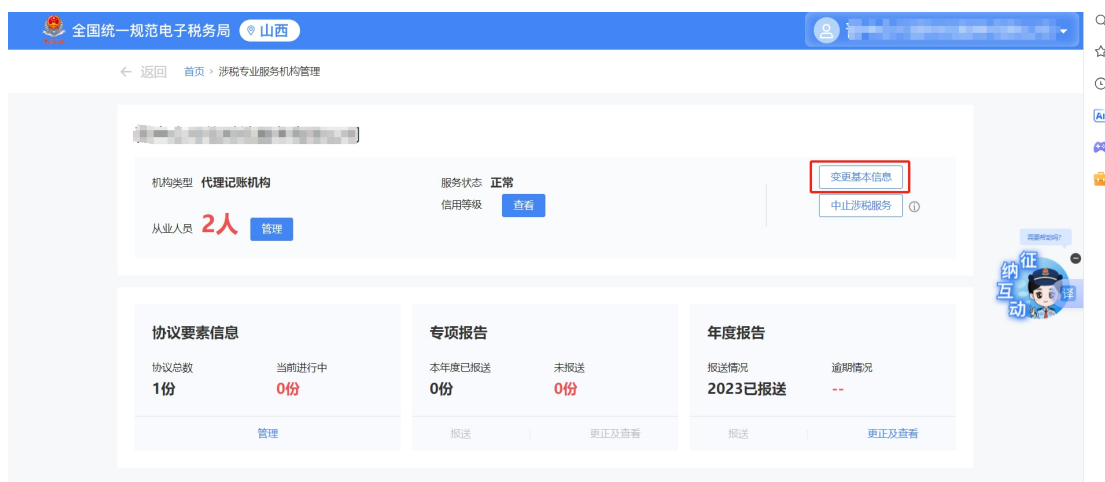 全国统一规范电子税务局 山西
← 返回 首页 › 涉税专业服务机构管理
机构类型 代理记账机构
服务状态 正常
变更基本信息
信用等级 查看
中止涉税服务
从业人员 2人 管理
需要帮助吗?
征纳互动
译
协议要素信息
专项报告
年度报告
协议总数 当前进行中
本年度已报送 未报送
报送情况 逾期情况
1份 0份
0份 0份
2023已报送 --
管理
报送 更正及查看
报送 更正及查看